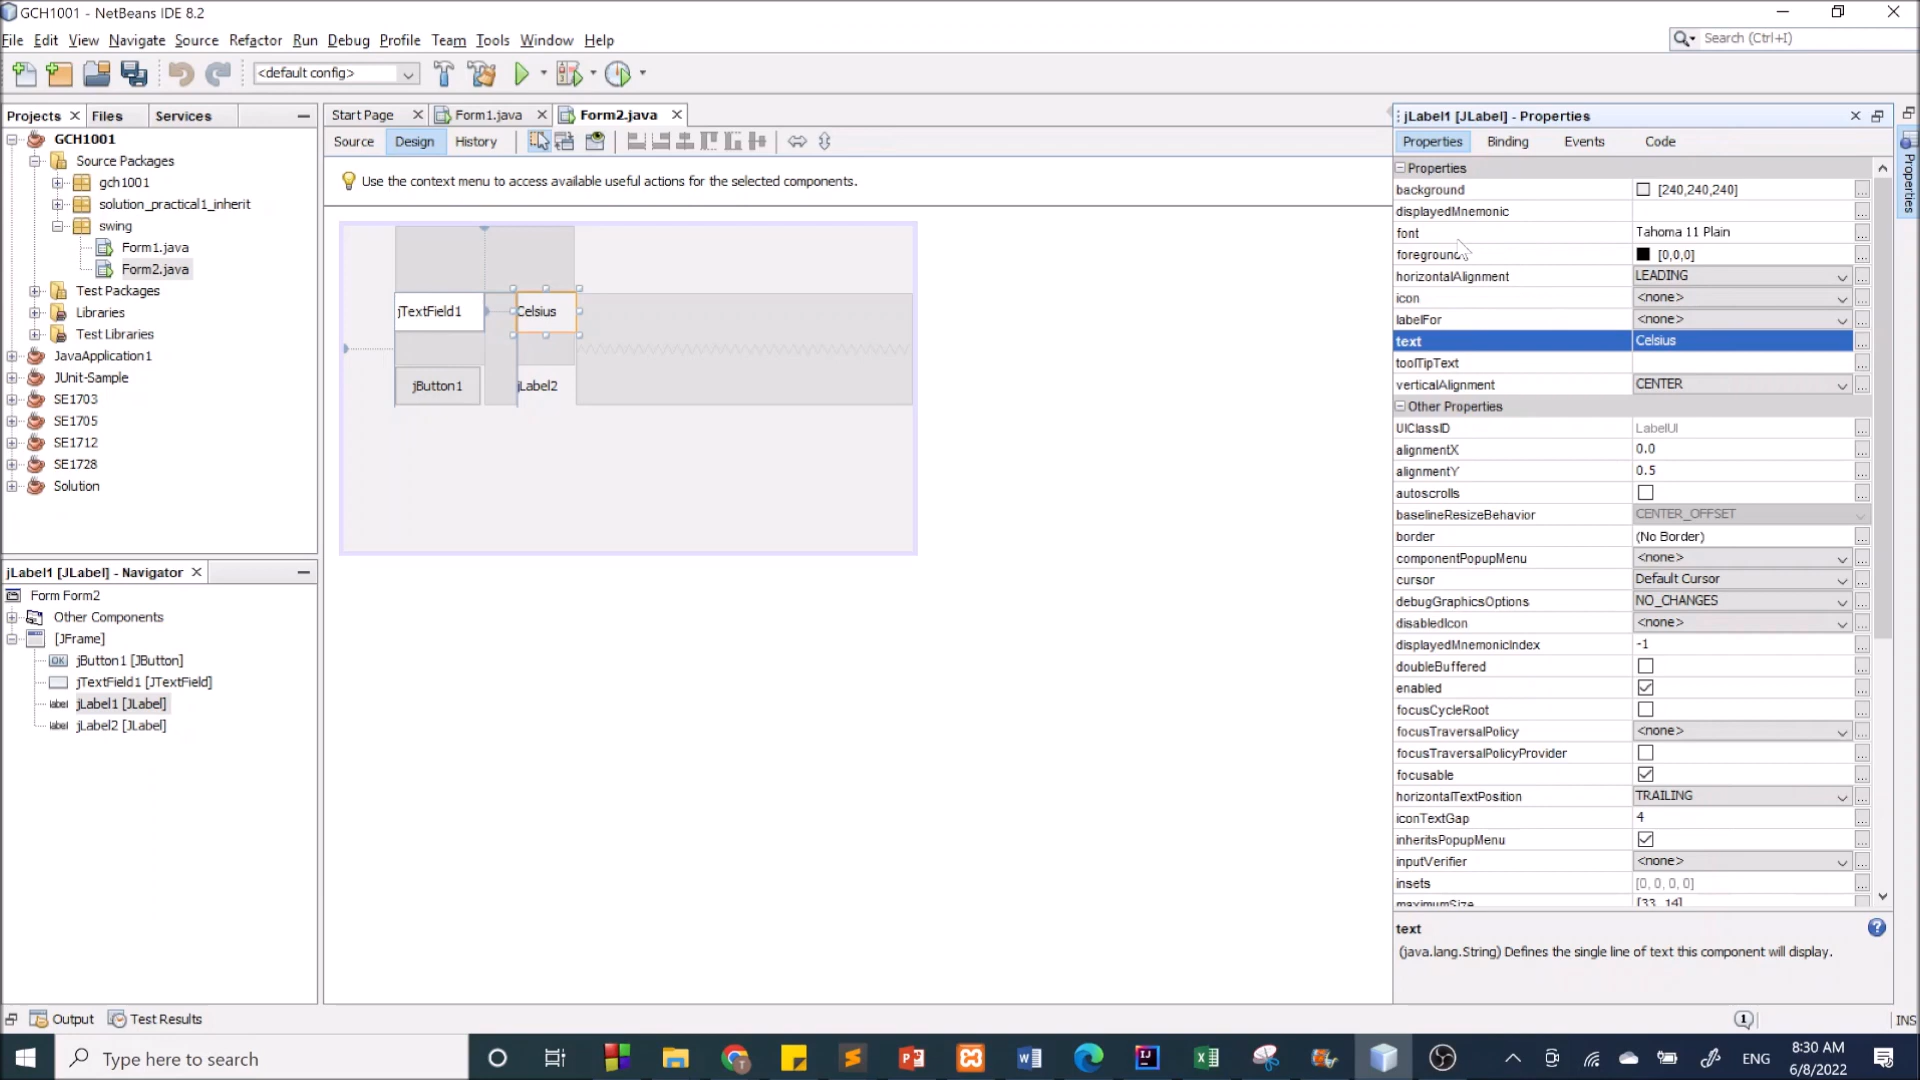 GCH1001 - NetBeans IDE 8.2
File Edit View Navigate Source Refactor Run Debug Profile Team Tools Window Help
Search (Ctrl+I)
<default config>
Projects Files Services
Start Page Form1.java Form2.java
jLabel1 [JLabel] - Properties
Source Design History
Properties Binding Events Code
Use the context menu to access available useful actions for the selected components.
GCH1001
Source Packages
gch1001
solution_practical1_inherit
swing
Form1.java
Form2.java
Test Packages
Libraries
Test Libraries
JavaApplication1
JUnit-Sample
SE1703
SE1705
SE1712
SE1728
Solution
jLabel1 [JLabel] - Navigator
Form Form2
Other Components
[JFrame]
OK jButton1 [JButton]
jTextField1 [JTextField]
label jLabel1 [JLabel]
label jLabel2 [JLabel]
jTextField1 Celsius
jButton1 jLabel2
Properties
background [240,240,240]
displayedMnemonic
font Tahoma 11 Plain
foreground [0,0,0]
horizontalAlignment LEADING
icon <none>
labelFor <none>
text Celsius
toolTipText
verticalAlignment CENTER
Other Properties
UIClassID LabelUI
alignmentX 0.0
alignmentY 0.5
autoscrolls
baselineResizeBehavior CENTER_OFFSET
border (No Border)
componentPopupMenu <none>
cursor Default Cursor
debugGraphicsOptions NO_CHANGES
disabledIcon <none>
displayedMnemonicIndex -1
doubleBuffered
enabled
focusCycleRoot
focusTraversalPolicy <none>
focusTraversalPolicyProvider
focusable
horizontalTextPosition TRAILING
iconTextGap 4
inheritsPopupMenu
inputVerifier <none>
insets [0, 0, 0, 0]
maximumSize [33, 14]
text
(java.lang.String) Defines the single line of text this component will display.
Properties
Output Test Results
1 INS
Type here to search
ENG
8:30 AM
6/8/2022